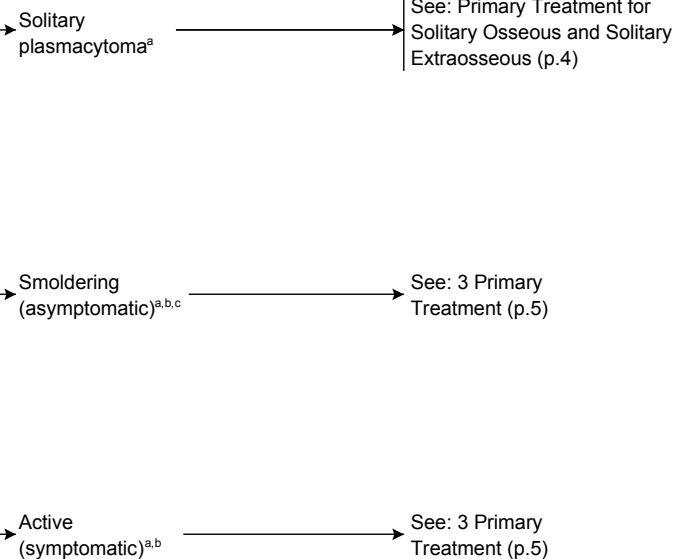 See: Primary Treatment for
Solitary
Solitary Osseous and Solitary
plasmacytomaᵃ
Extraosseous (p.4)
Smoldering
See: 3 Primary
(asymptomatic)ᵃ,ᵇ,ᶜ
Treatment (p.5)
Active
See: 3 Primary
(symptomatic)ᵃ,ᵇ
Treatment (p.5)